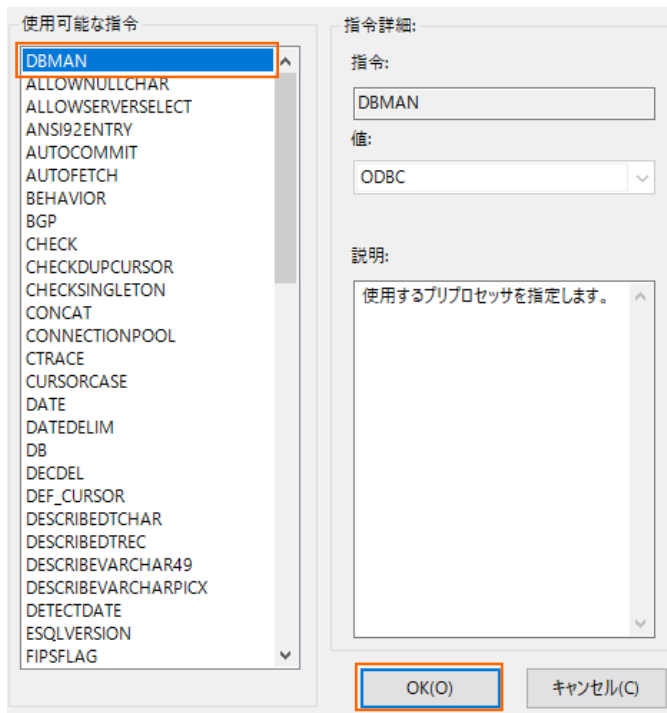 使用可能な指令
DBMAN
ALLOWNULLCHAR
ALLOWSERVERSELECT
ANSI92ENTRY
AUTOCOMMIT
AUTOFETCH
BEHAVIOR
BGP
CHECK
CHECKDUPCURSOR
CHECKSINGLETON
CONCAT
CONNECTIONPOOL
CTRACE
CURSORCASE
DATE
DATEDELIM
DB
DECDEL
DEF_CURSOR
DESCRIBEDTCHAR
DESCRIBEDTREC
DESCRIBEVARCHAR49
DESCRIBEVARCHARPICX
DETECTDATE
ESQLVERSION
FIPSFLAG
指令詳細:
指令:
DBMAN
値:
ODBC
説明:
使用するプリプロセッサを指定します。
OK(O)
キャンセル(C)